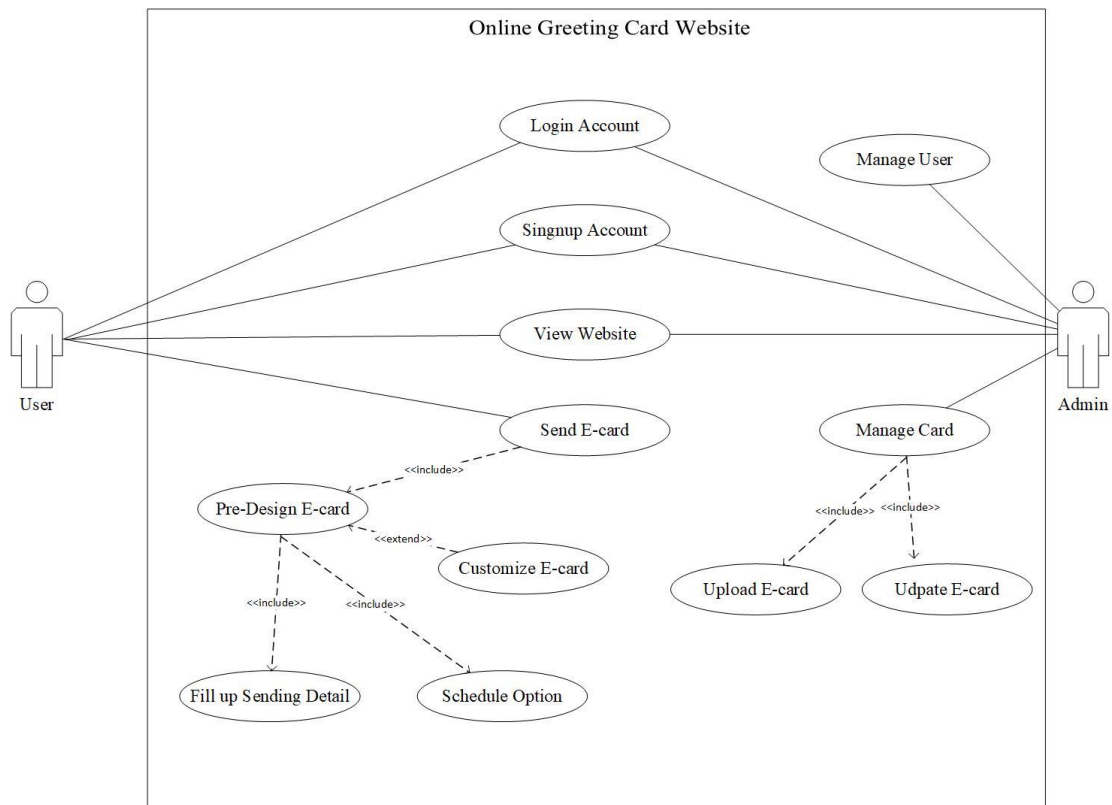 Online Greeting Card Website
Login Account
Manage User
Singnup Account
View Website
User
Admin
Send E-card
Manage Card
<<include>>
Pre-Design E-card
<<include>>
<<include>>
<<extend>>
Customize E-card
Upload E-card
Udpate E-card
<<include>>
<<include>>
Fill up Sending Detail
Schedule Option